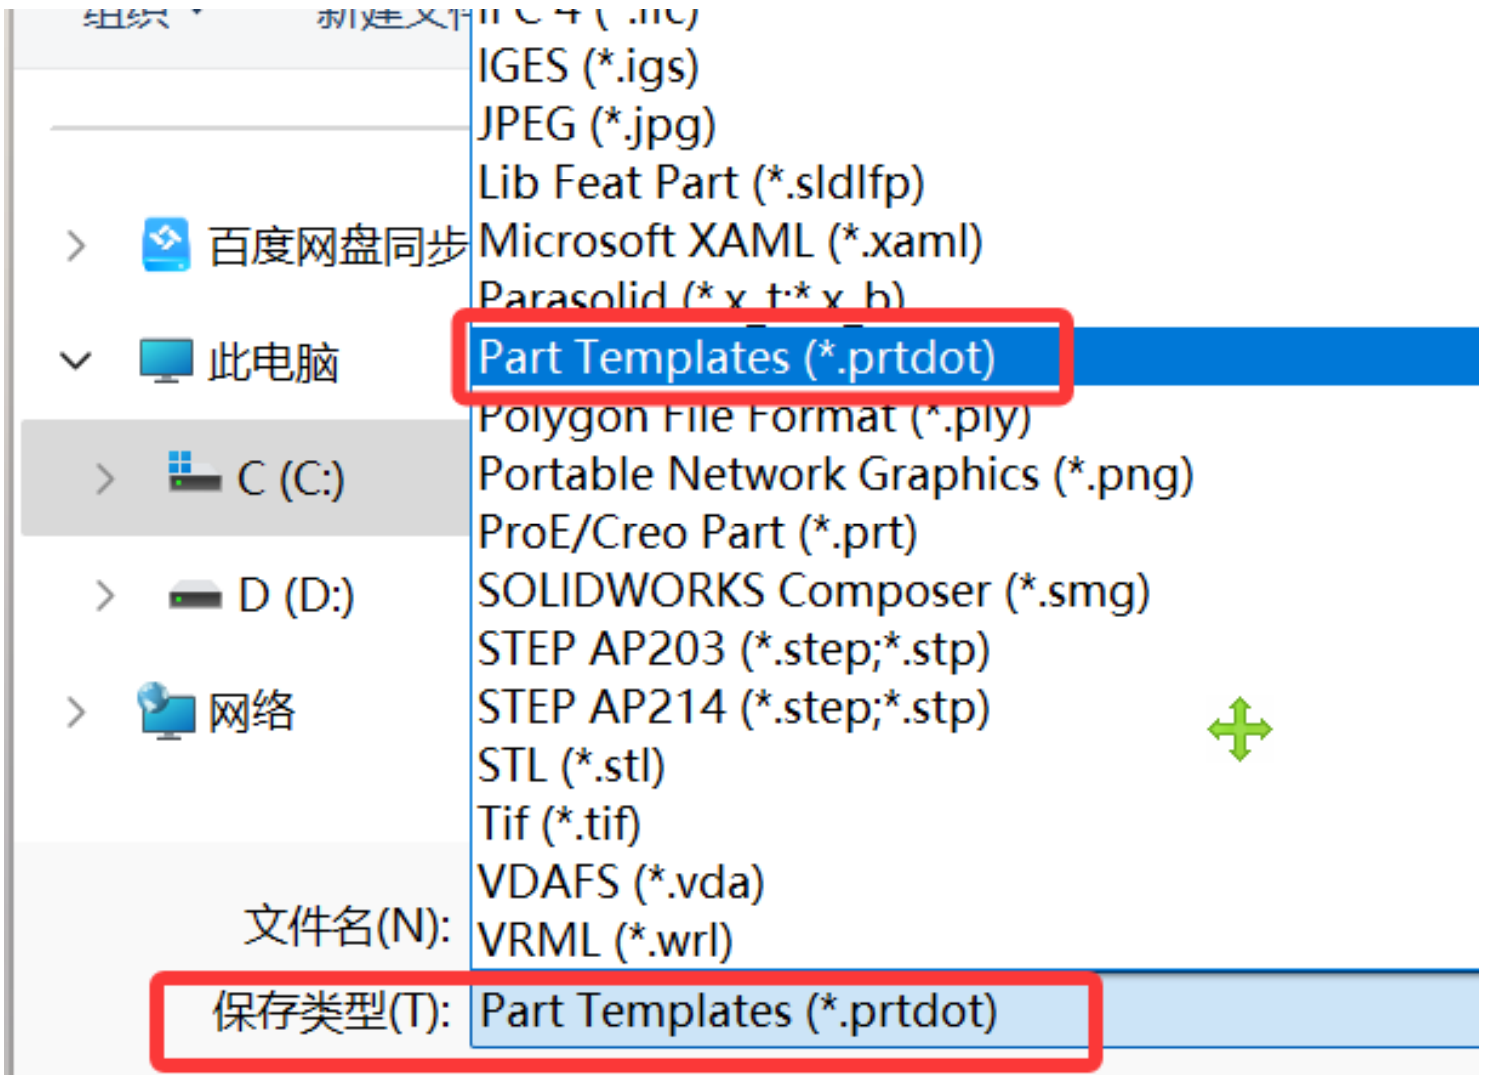 组织
新建文件
IFC 4 (*.ifc)
IGES (*.igs)
JPEG (*.jpg)
Lib Feat Part (*.sldlfp)
百度网盘同步
Microsoft XAML (*.xaml)
Parasolid (*.x_t;*.x_b)
此电脑
Part Templates (*.prtdot)
Polygon File Format (*.ply)
C (C:)
Portable Network Graphics (*.png)
ProE/Creo Part (*.prt)
D (D:)
SOLIDWORKS Composer (*.smg)
STEP AP203 (*.step;*.stp)
网络
STEP AP214 (*.step;*.stp)
STL (*.stl)
Tif (*.tif)
VDAFS (*.vda)
文件名(N):
VRML (*.wrl)
保存类型(T): Part Templates (*.prtdot)